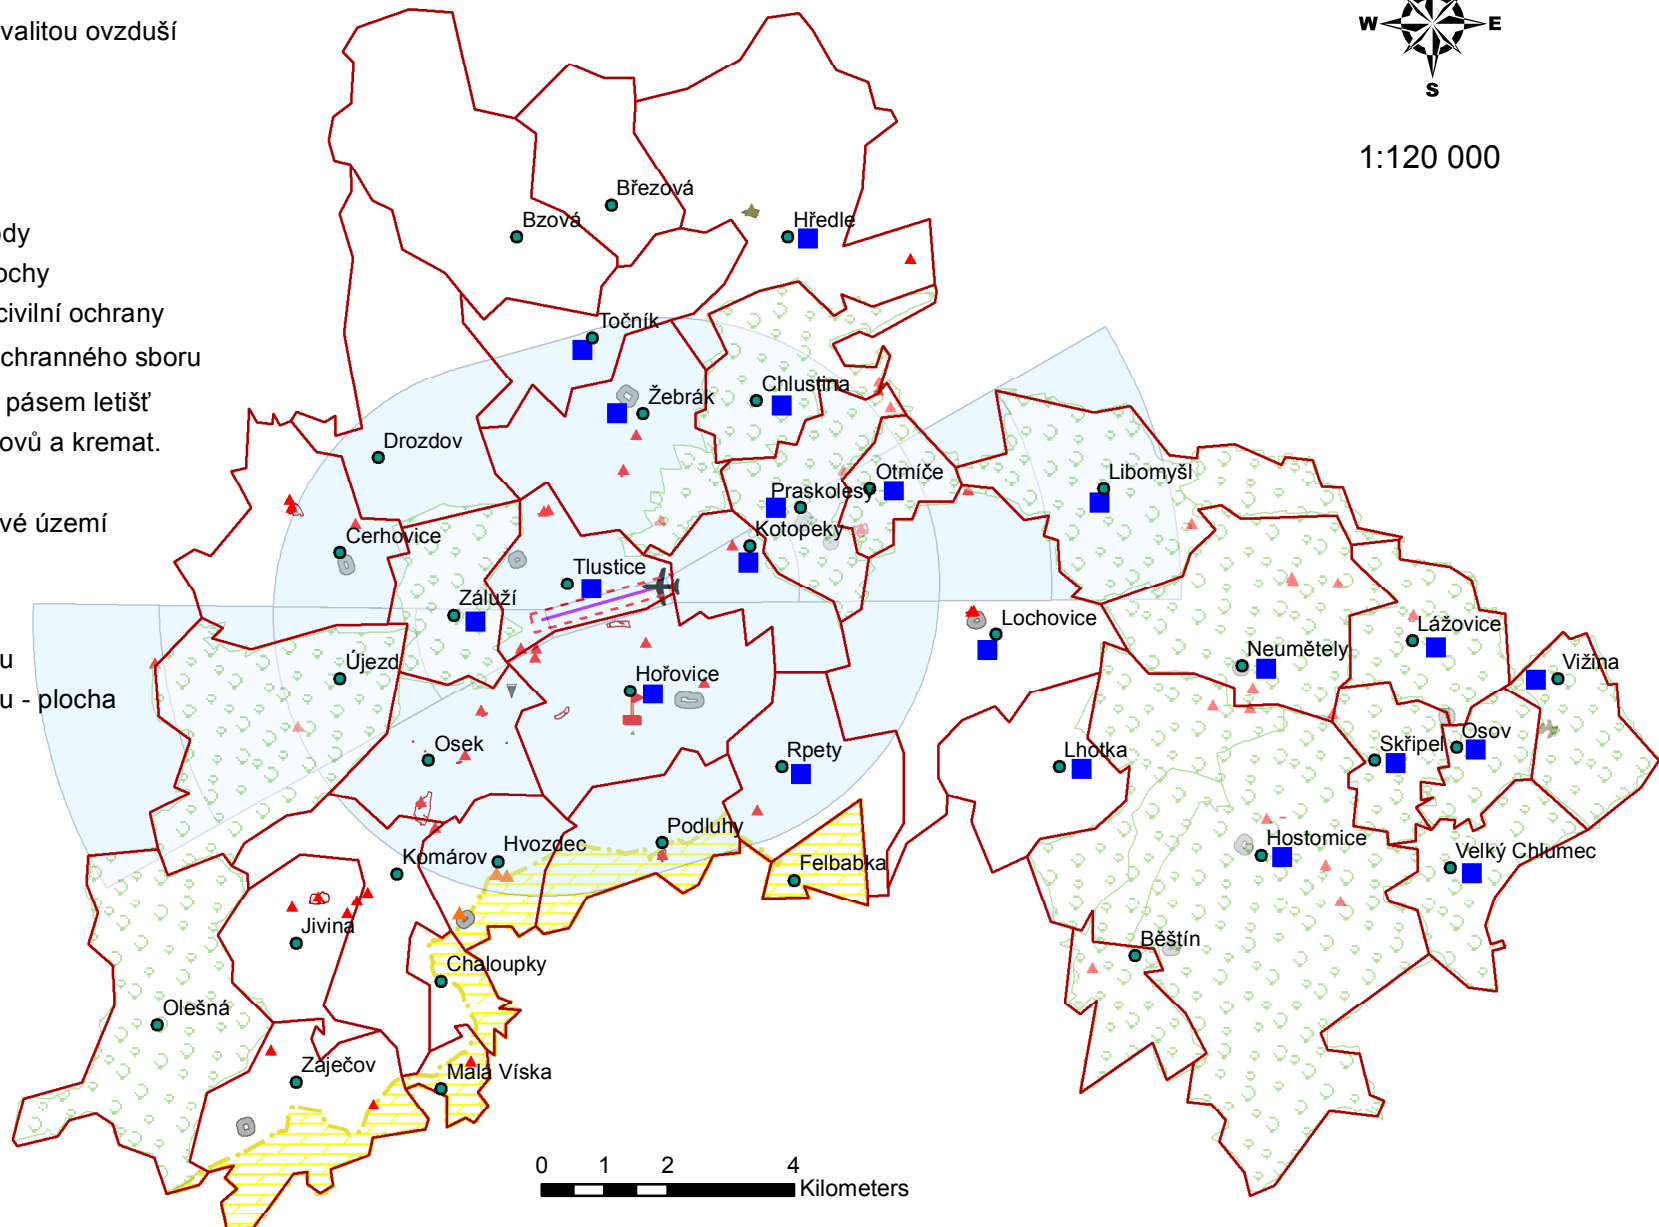 valitou ovzduší
W E
S
1:120 000
ody
ochy
civilní ochrany
chranného sboru
pásem letišť
ovů a kremat.
vé území
u
u - plocha
Březová
Bzová
Hředle
Točník
Žebrák
Chlustina
Drozdov
Otmíče
Libomyšl
Praskolesy
Kotopeky
Cerhovice
Tlustice
Záluží
Lochovice
Lážovice
Neumětely
Vižina
Újezd
Hořovice
Osek
Rpety
Lhotka
Skřipel
Osov
Podluhy
Hvozdec
Komárov
Felbabka
Hostomice
Velký Chlumec
Jivina
Běštín
Chaloupky
Olešná
Zaječov
Malá Víska
0 1 2 4
Kilometers